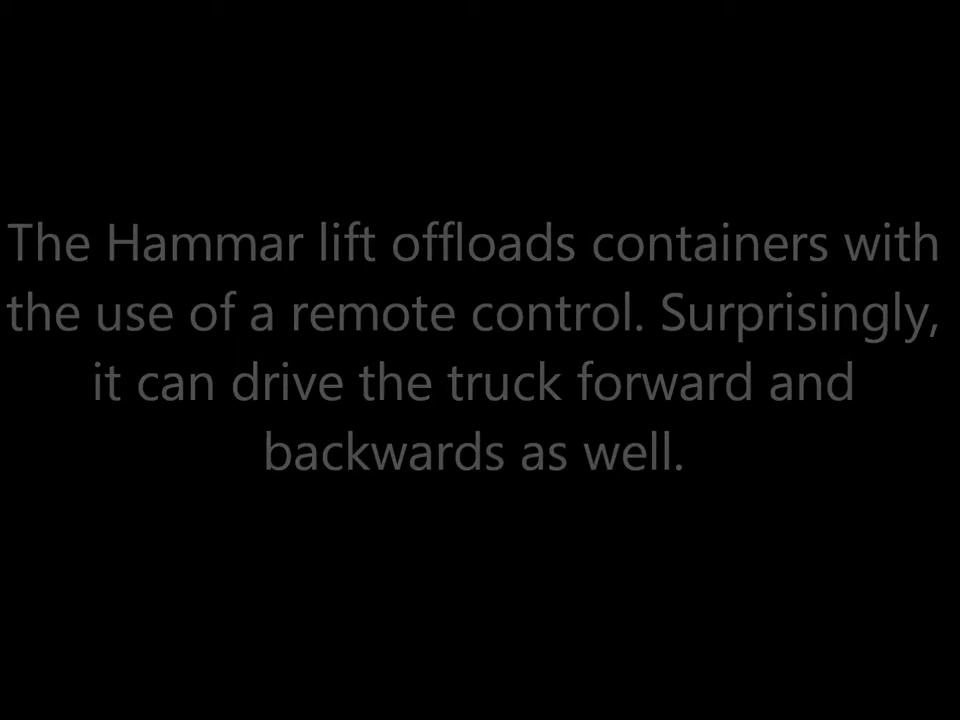 The Hammar lift offloads containers with
the use of a remote control. Surprisingly,
it can drive the truck forward and
backwards as well.